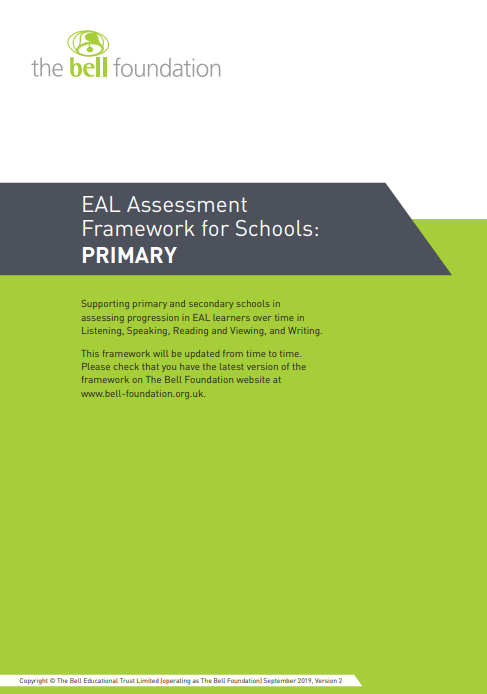 the bell foundation
EAL Assessment
Framework for Schools:
PRIMARY
Supporting primary and secondary schools in
assessing progression in EAL learners over time in
Listening, Speaking, Reading and Viewing, and Writing.
This framework will be updated from time to time.
Please check that you have the latest version of the
framework on The Bell Foundation website at
www.bell-foundation.org.uk.
Copyright © The Bell Educational Trust Limited (operating as The Bell Foundation) September 2019, Version 2